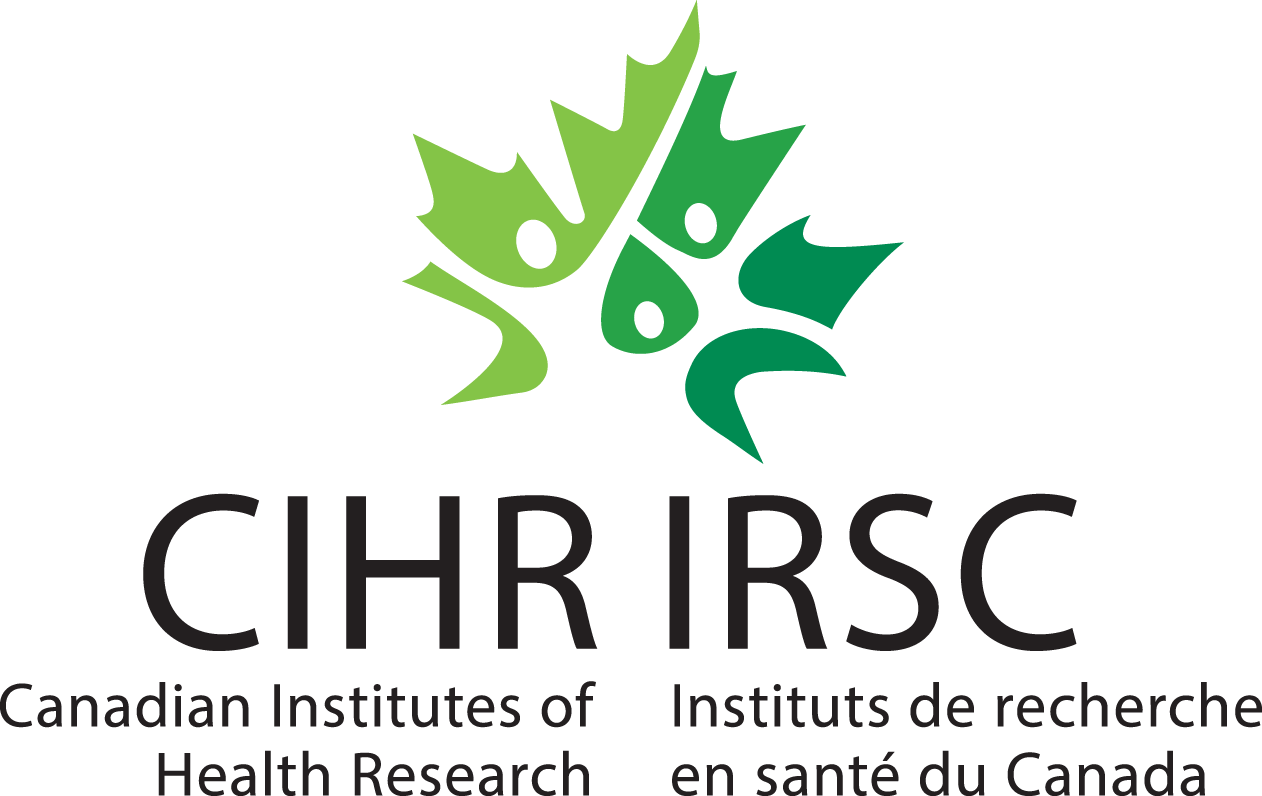 CIHR IRSC
Canadian Institutes of
Health Research
Instituts de recherche
en santé du Canada